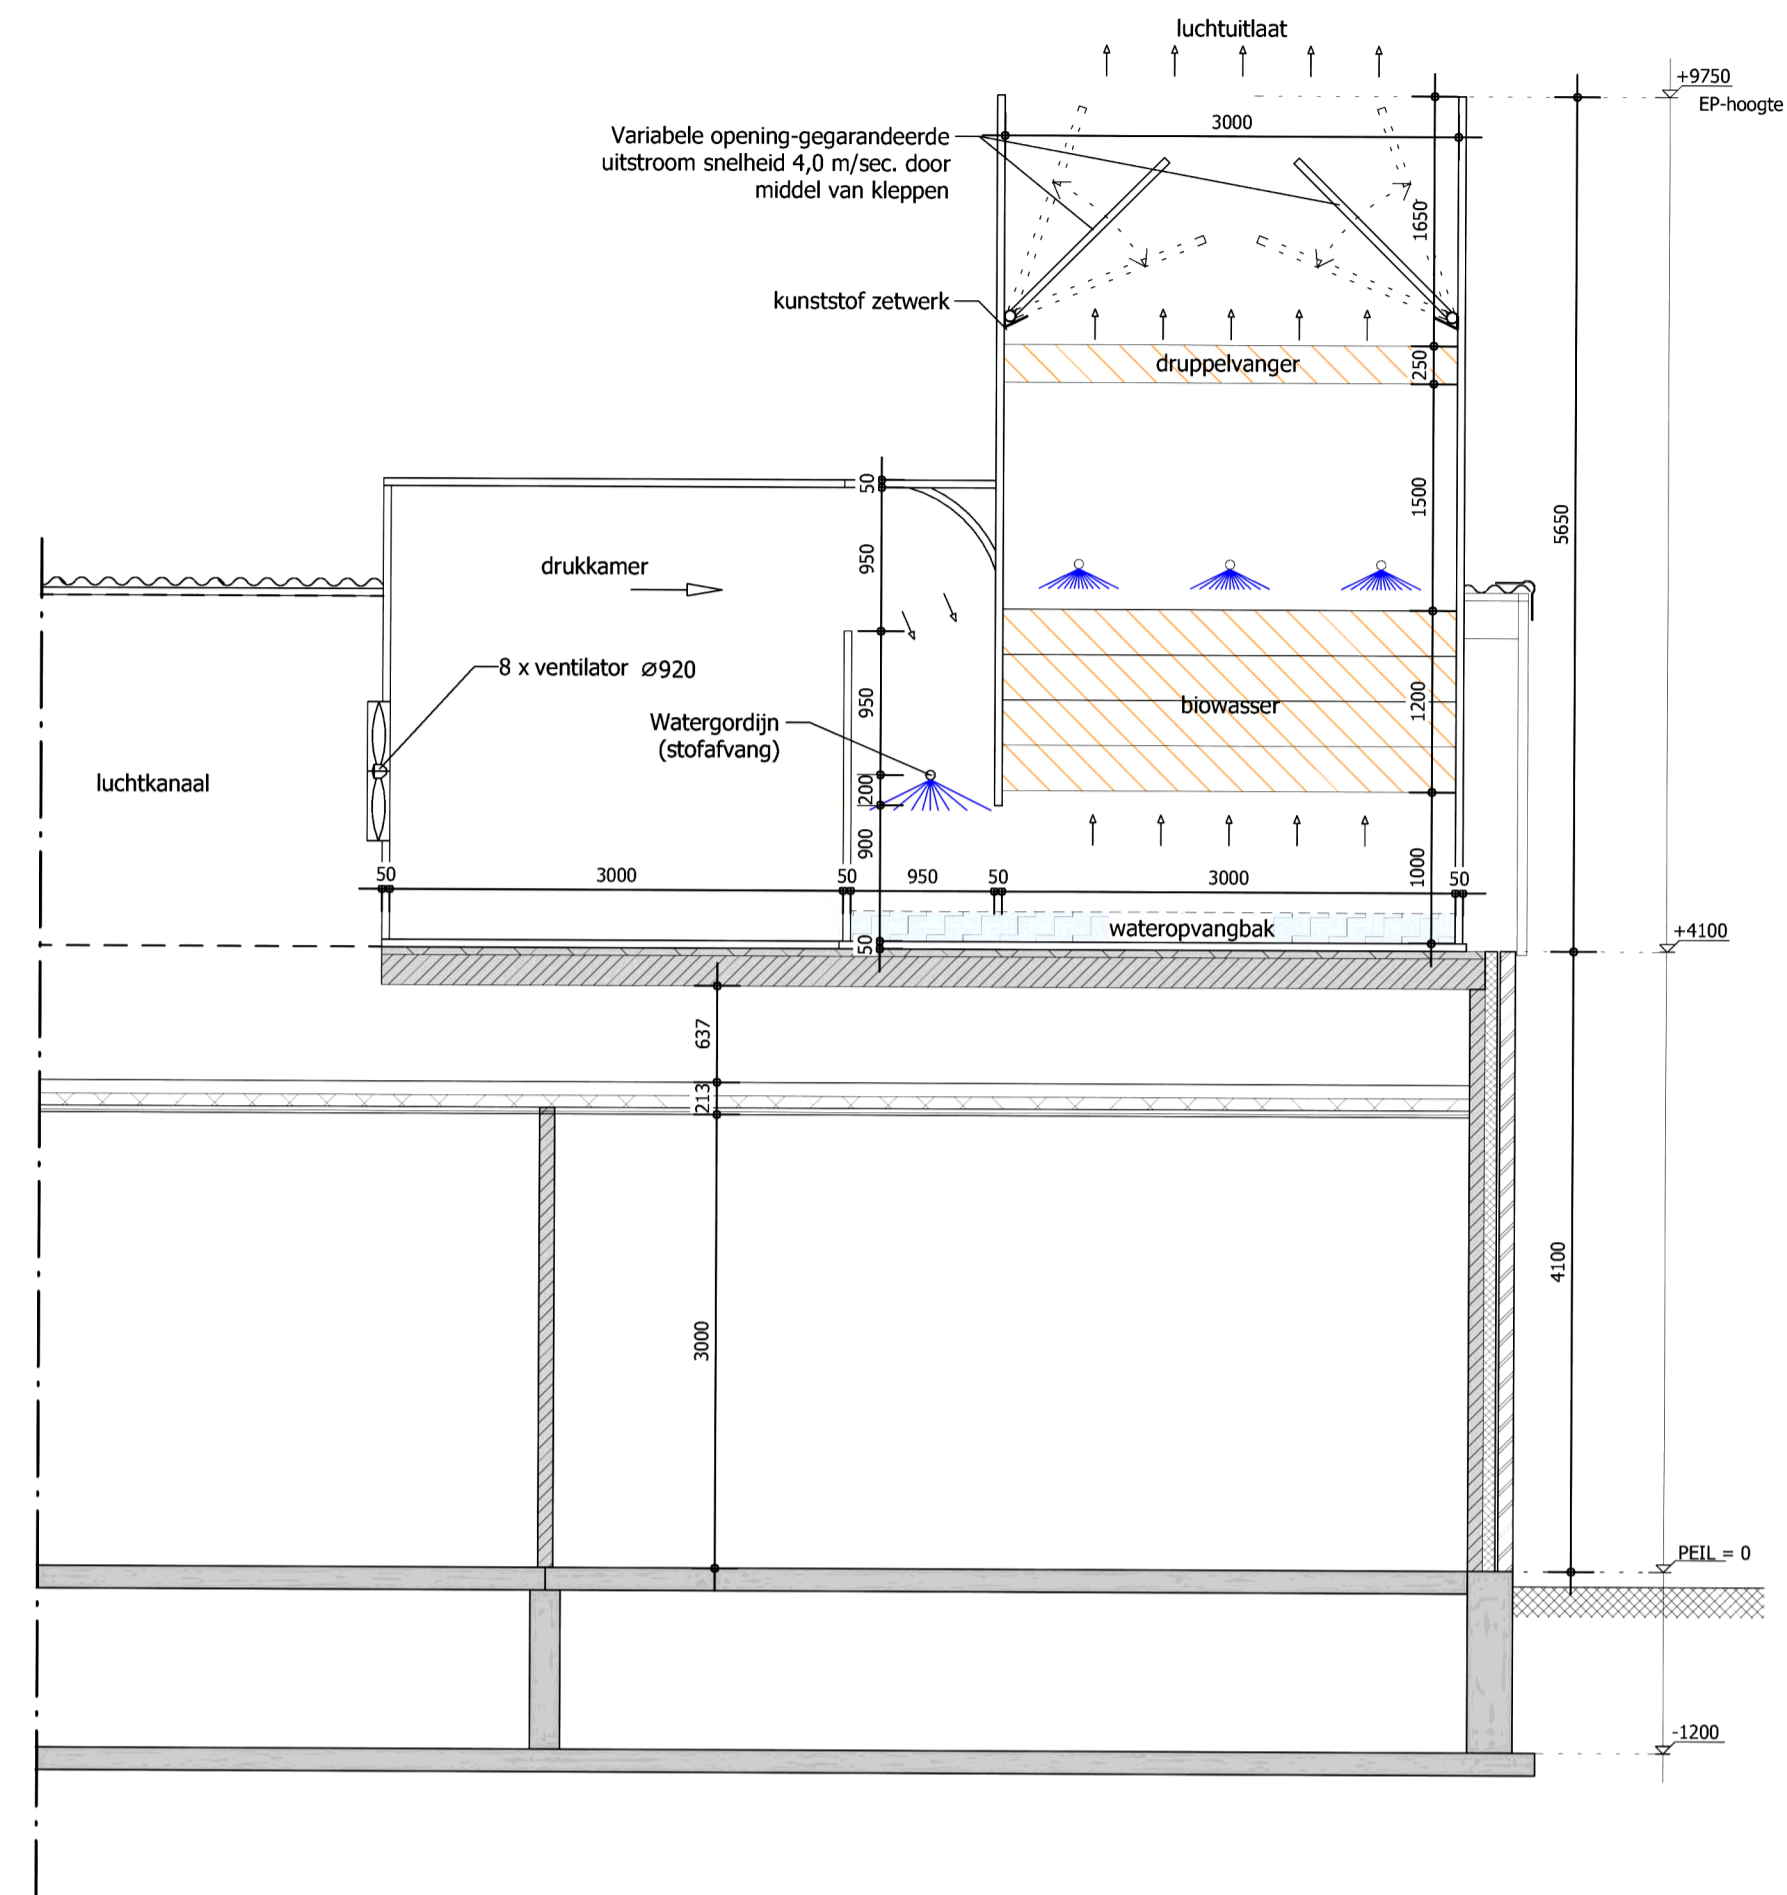 luchtuitlaat
+9750
EP-hoogte
3000
Variabele opening-gegarandeerde
uitstroom snelheid 4,0 m/sec. door
middel van kleppen
1650
kunststof zetwerk
druppelvanger
250
50
1500
5650
950
drukkamer
8 x ventilator ⌀920
950
biowasser
1200
Watergordijn
(stofafvang)
luchtkanaal
200
900
1000
50
3000
50
950
50
3000
50
wateropvangbak
50
+4100
637
213
4100
3000
PEIL = 0
-1200